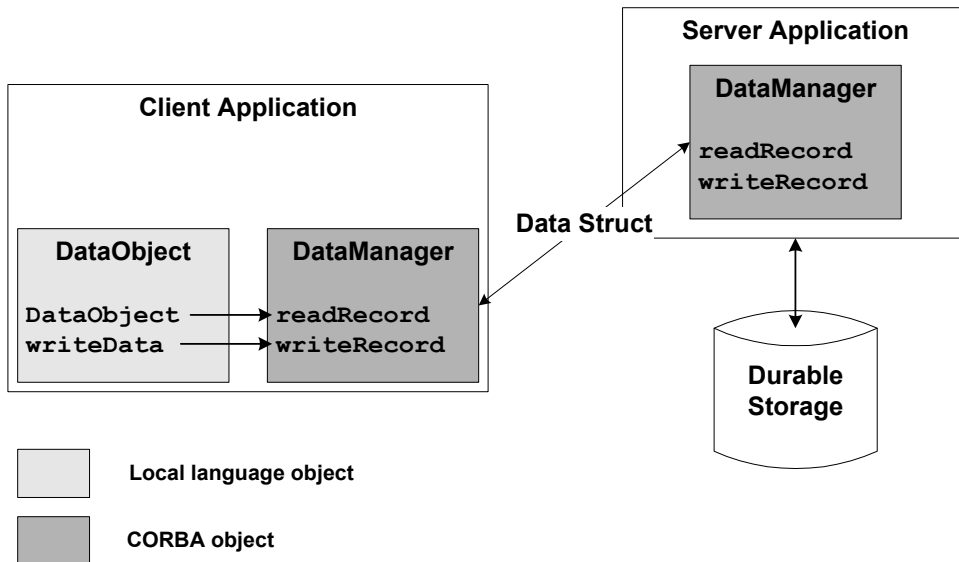 Server Application
DataManager
readRecord
writeRecord
Client Application
Data Struct
DataObject
DataObject
writeData
DataManager
readRecord
writeRecord
Durable
Storage
Local language object
CORBA object